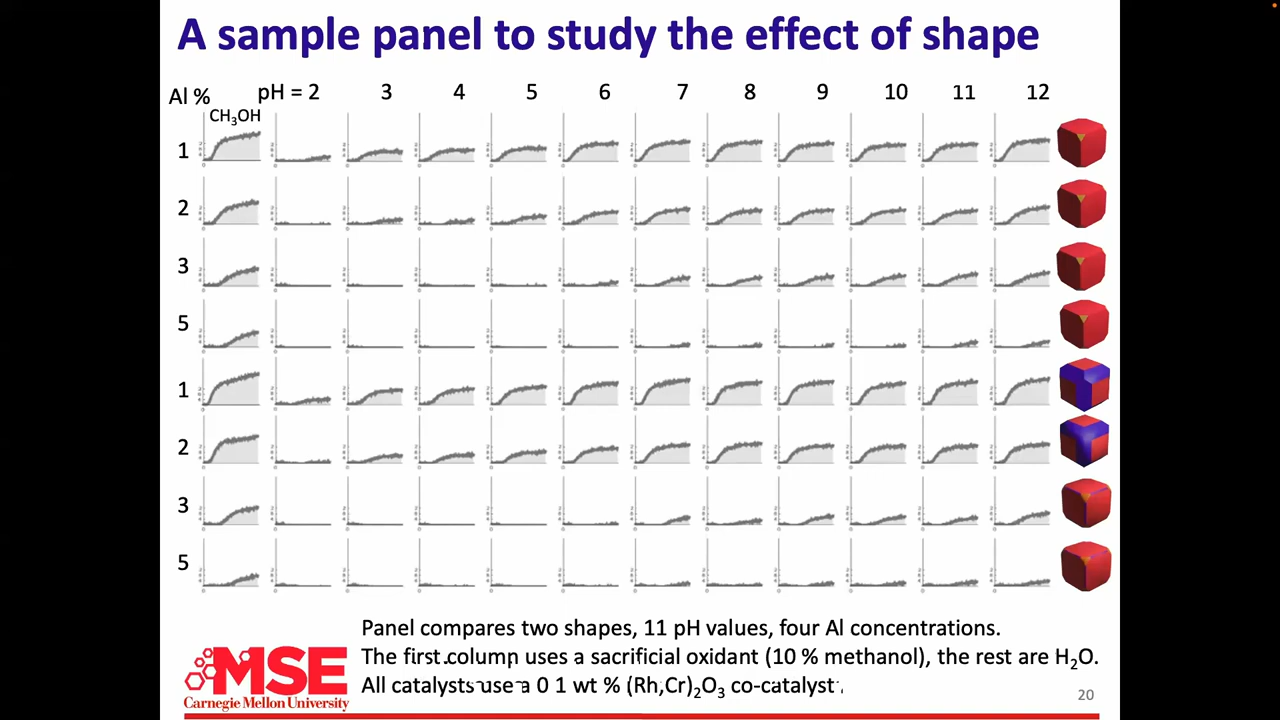 A sample panel to study the effect of shape
Al % pH = 2 3 4 5 6 7 8 9 10 11 12
CH₃OH
1
2
3
5
1
2
3
5
Panel compares two shapes, 11 pH values, four Al concentrations.
The first column uses a sacrificial oxidant (10 % methanol), the rest are H₂O.
All catalysts use a 0 1 wt % (Rh,Cr)₂O₃ co-catalyst.
MSE
Carnegie Mellon University
20